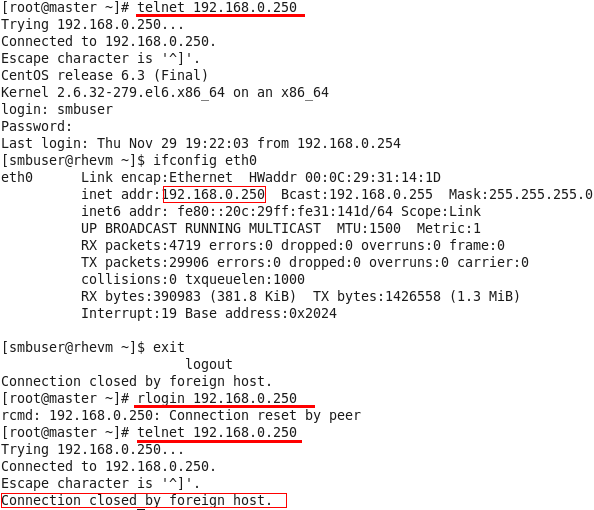 [root@master ~]# telnet 192.168.0.250
Trying 192.168.0.250...
Connected to 192.168.0.250.
Escape character is '^]'.
CentOS release 6.3 (Final)
Kernel 2.6.32-279.el6.x86_64 on an x86_64
login: smbuser
Password:
Last login: Thu Nov 29 19:22:03 from 192.168.0.254
[smbuser@rhevm ~]$ ifconfig eth0
eth0      Link encap:Ethernet  HWaddr 00:0C:29:31:14:1D
          inet addr:192.168.0.250  Bcast:192.168.0.255  Mask:255.255.255.0
          inet6 addr: fe80::20c:29ff:fe31:141d/64 Scope:Link
          UP BROADCAST RUNNING MULTICAST  MTU:1500  Metric:1
          RX packets:4719 errors:0 dropped:0 overruns:0 frame:0
          TX packets:29906 errors:0 dropped:0 overruns:0 carrier:0
          collisions:0 txqueuelen:1000
          RX bytes:390983 (381.8 KiB)  TX bytes:1426558 (1.3 MiB)
          Interrupt:19 Base address:0x2024
[smbuser@rhevm ~]$ exit
                       logout
Connection closed by foreign host.
[root@master ~]# rlogin 192.168.0.250
rcmd: 192.168.0.250: Connection reset by peer
[root@master ~]# telnet 192.168.0.250
Trying 192.168.0.250...
Connected to 192.168.0.250.
Escape character is '^]'.
Connection closed by foreign host.